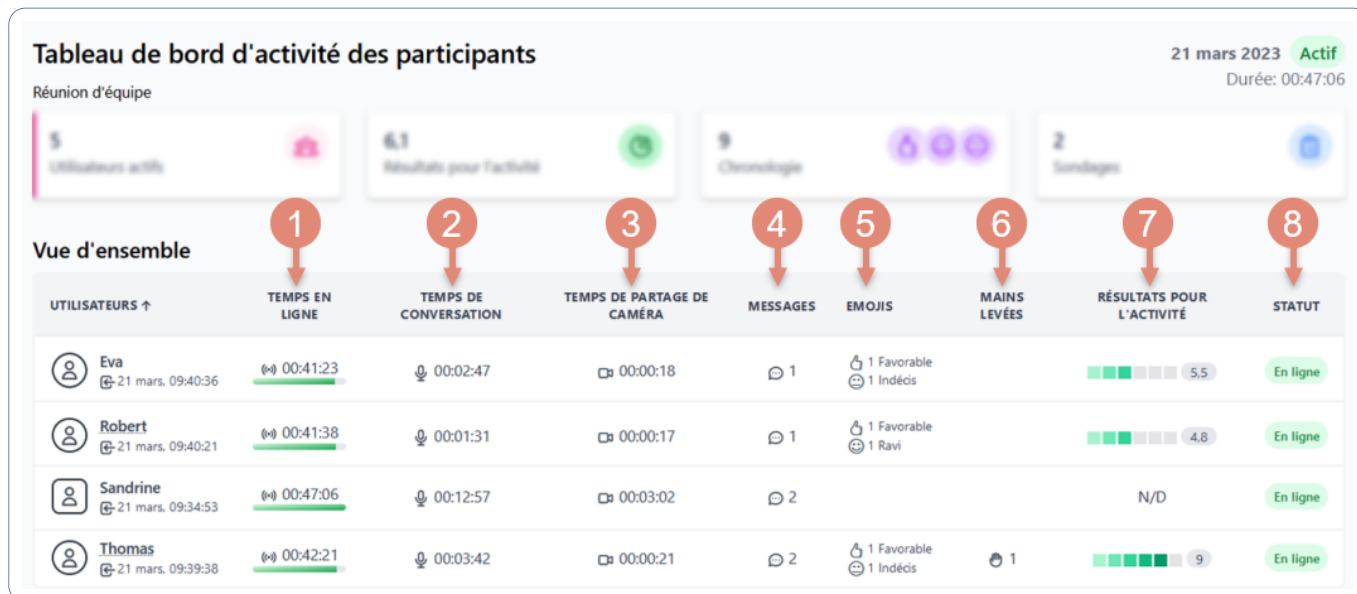 Tableau de bord d'activité des participants
21 mars 2023 Actif
Durée: 00:47:06
Réunion d'équipe
5
Utilisateurs actifs
6,1
Résultats pour l'activité
9
Chronologie
2
Sondages
1 2 3 4 5 6 7 8
Vue d'ensemble
UTILISATEURS ↑ TEMPS EN LIGNE TEMPS DE CONVERSATION TEMPS DE PARTAGE DE CAMÉRA MESSAGES EMOJIS MAINS LEVÉES RÉSULTATS POUR L'ACTIVITÉ STATUT
Eva
21 mars, 09:40:36
00:41:23 00:02:47 00:00:18 1
1 Favorable
1 Indécis
5,5 En ligne
Robert
21 mars, 09:40:21
00:41:38 00:01:31 00:00:17 1
1 Favorable
1 Ravi
4,8 En ligne
Sandrine
21 mars, 09:34:53
00:47:06 00:12:57 00:03:02 2 N/D En ligne
Thomas
21 mars, 09:39:38
00:42:21 00:03:42 00:00:21 2
1 Favorable
1 Indécis
1 9 En ligne